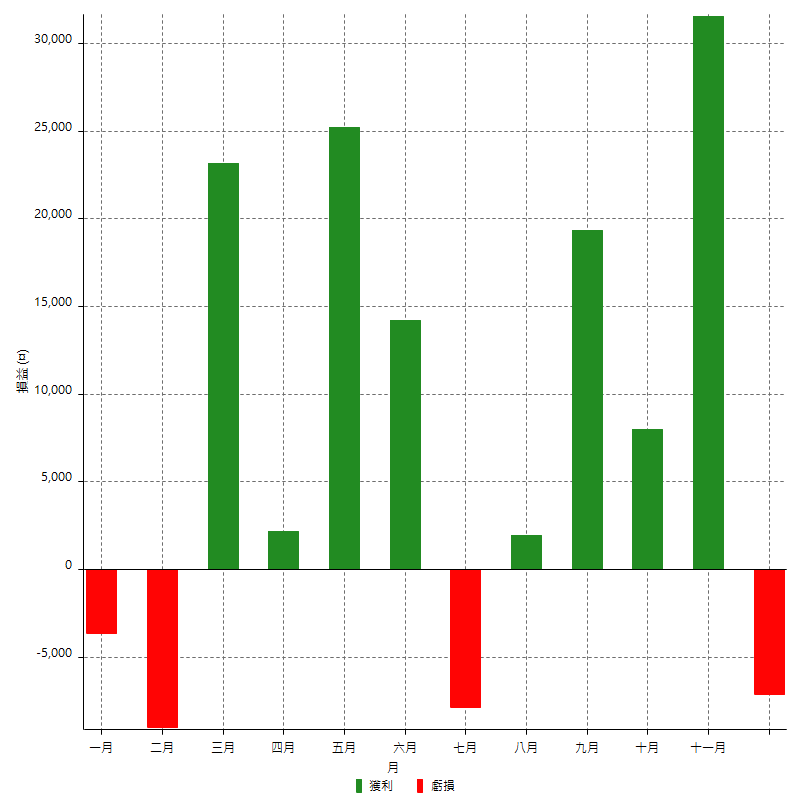 30,000
25,000
20,000
15,000
10,000
5,000
0
-5,000
損益 (¤)
一月 二月 三月 四月 五月 六月 七月 八月 九月 十月 十一月
月
獲利 虧損